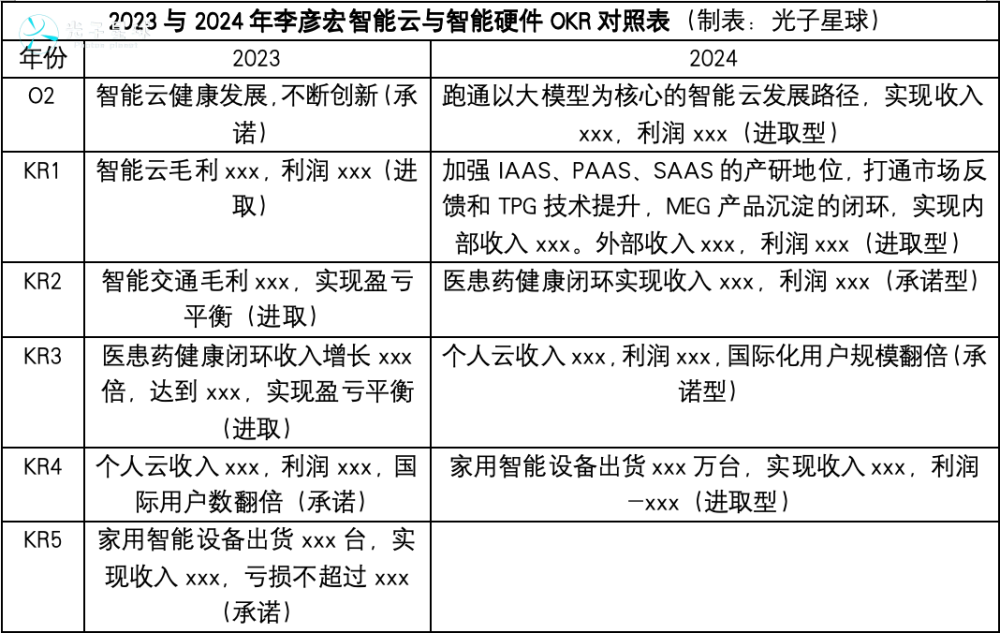 2023 与 2024 年李彦宏智能云与智能硬件 OKR 对照表（制表：光子星球）
光子星球
年份
2023
2024
O2
智能云健康发展，不断创新（承
诺）
跑通以大模型为核心的智能云发展路径，实现收入
xxx，利润 xxx（进取型）
KR1
智能云毛利 xxx，利润 xxx（进
取）
加强 IAAS、PAAS、SAAS 的产研地位，打通市场反
馈和 TPG 技术提升，MEG 产品沉淀的闭环，实现内
部收入 xxx。外部收入 xxx，利润 xxx（进取型）
KR2
智能交通毛利 xxx，实现盈亏
平衡（进取）
医患药健康闭环实现收入 xxx，利润 xxx（承诺型）
KR3
医患药健康闭环收入增长 xxx
倍，达到 xxx，实现盈亏平衡
（进取）
个人云收入 xxx，利润 xxx，国际化用户规模翻倍（承
诺型）
KR4
个人云收入 xxx，利润 xxx，国
际用户数翻倍（承诺）
家用智能设备出货 xxx 万台，实现收入 xxx，利润
-xxx（进取型）
KR5
家用智能设备出货 xxx 台，实
现收入 xxx，亏损不超过 xxx
（承诺）